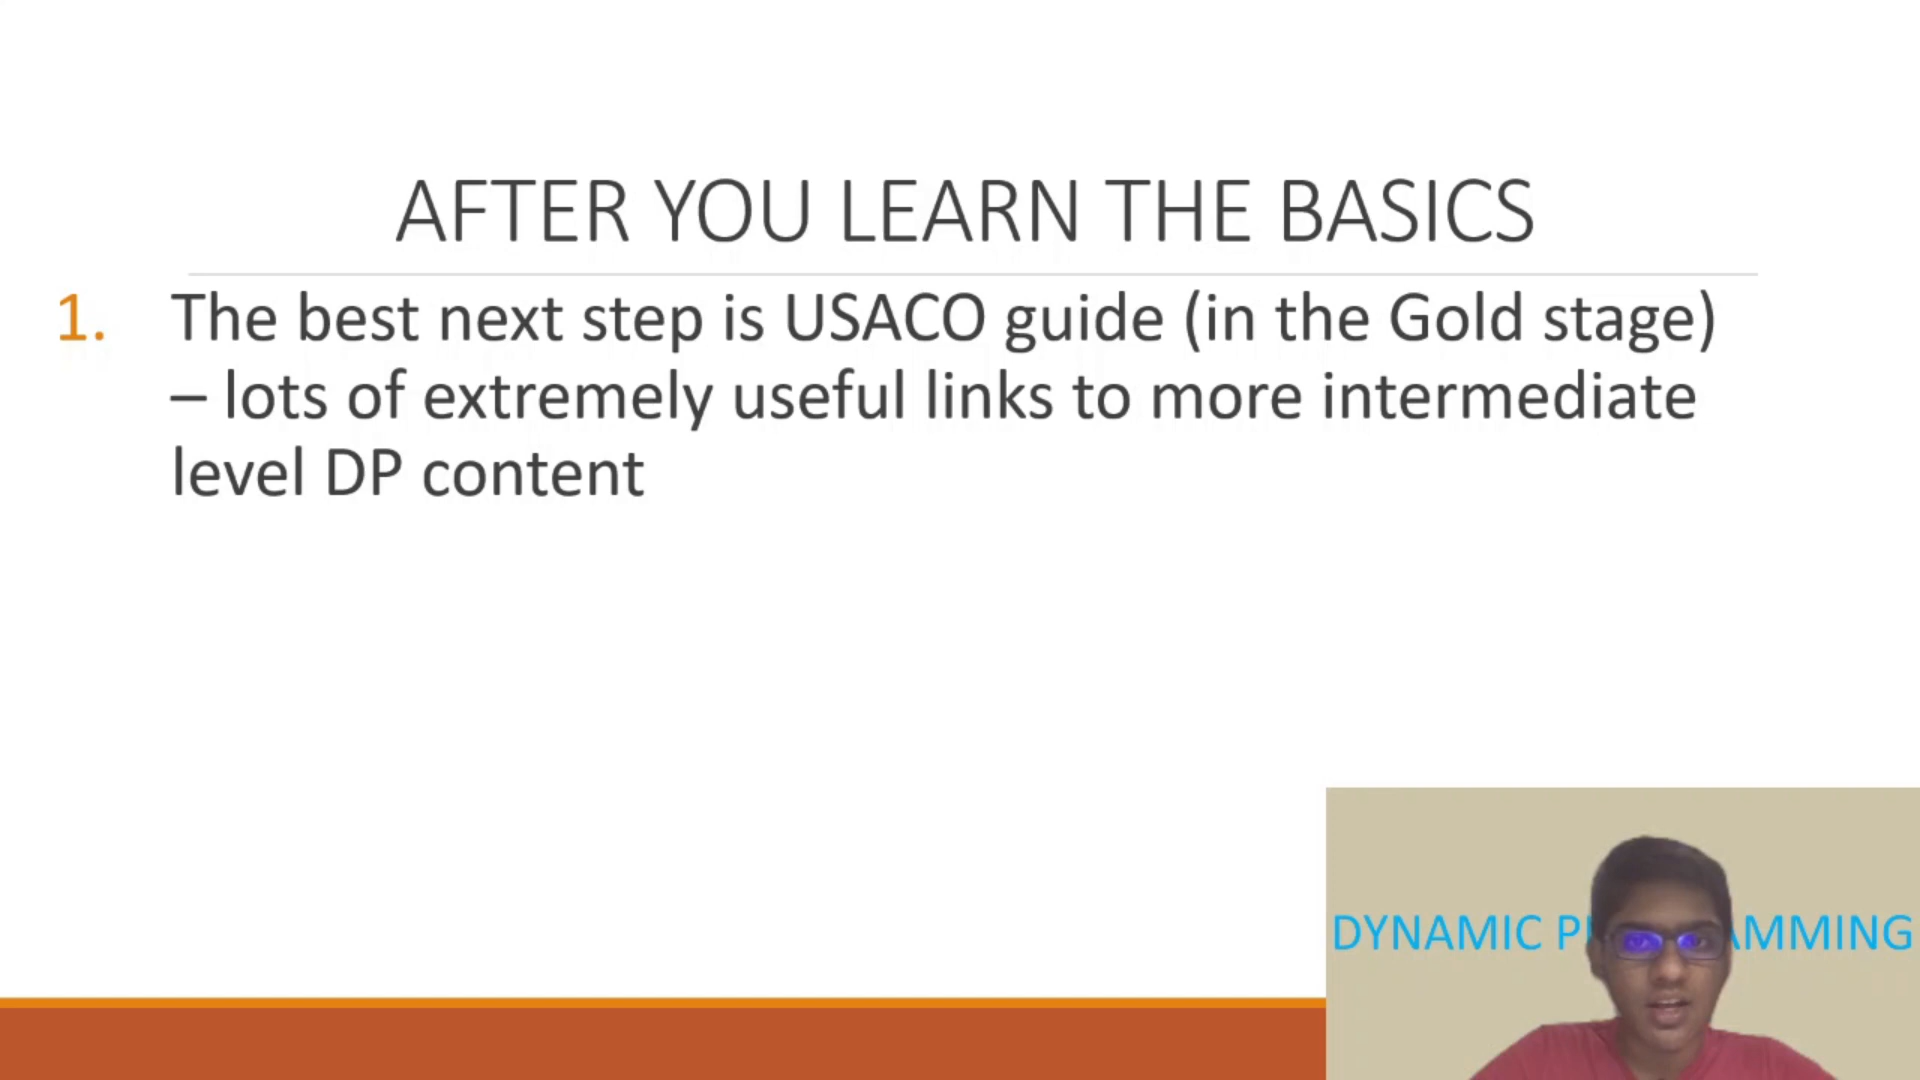 AFTER YOU LEARN THE BASICS
1. The best next step is USACO guide (in the Gold stage)
– lots of extremely useful links to more intermediate
level DP content
DYNAMIC P AMMING